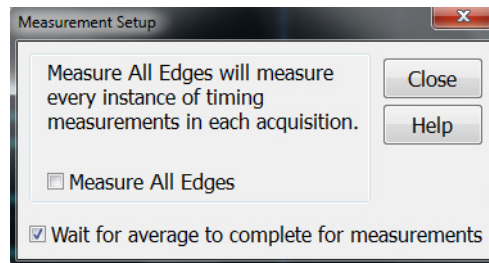 Measurement Setup
x
Measure All Edges will measure
every instance of timing
measurements in each acquisition.
Close
Help
Measure All Edges
Wait for average to complete for measurements